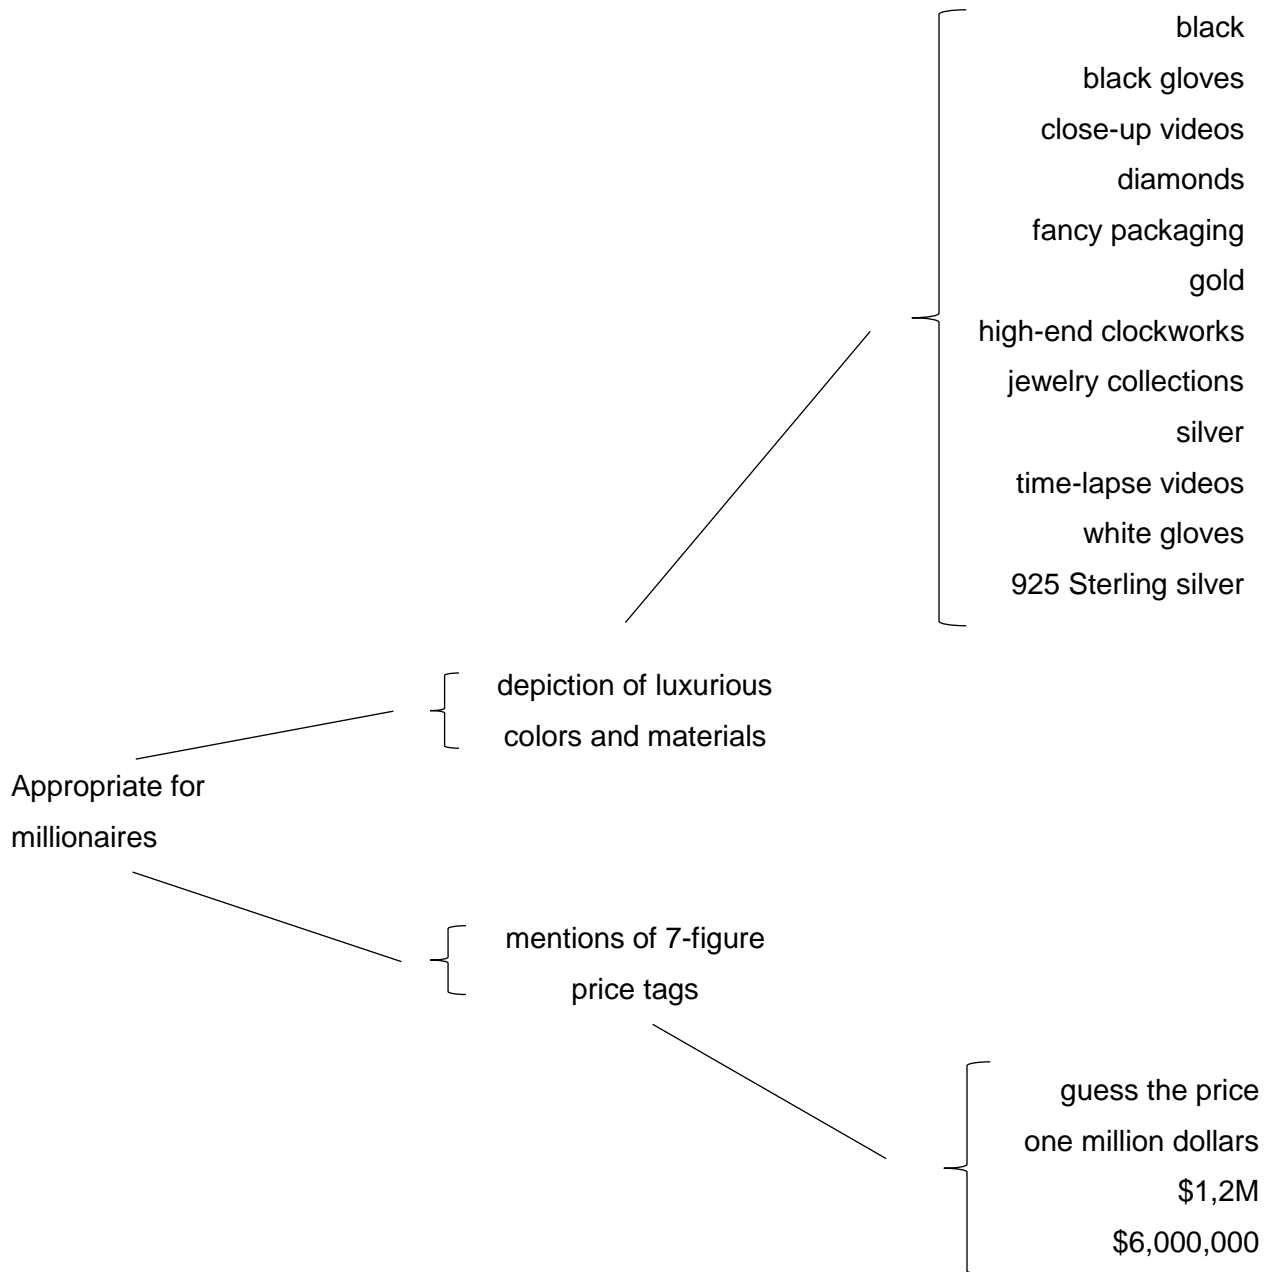 black
black gloves
close-up videos
diamonds
fancy packaging
gold
high-end clockworks
jewelry collections
silver
time-lapse videos
white gloves
925 Sterling silver
depiction of luxurious
colors and materials
Appropriate for
millionaires
mentions of 7-figure
price tags
guess the price
one million dollars
$1,2M
$6,000,000